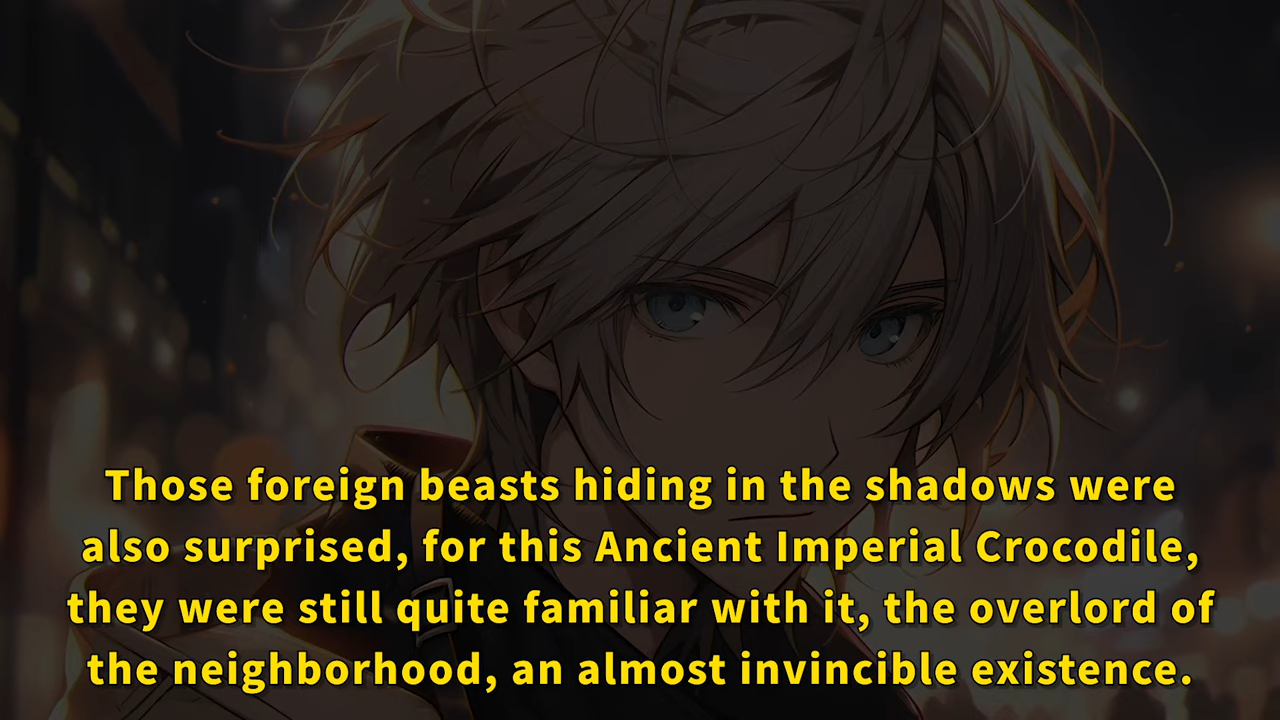 Those foreign beasts hiding in the shadows were
also surprised, for this Ancient Imperial Crocodile,
they were still quite familiar with it, the overlord of
the neighborhood, an almost invincible existence.